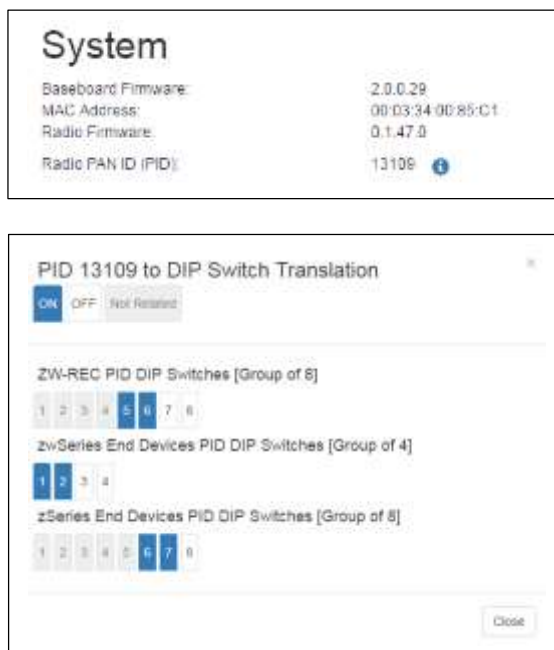 System
Baseboard Firmware: 2.0.0.29
MAC Address: 00:03:34:00:85:C1
Radio Firmware: 0.1.47.0
Radio PAN ID (PID): 13109
PID 13109 to DIP Switch Translation
×
ON OFF Not Related
ZW-REC PID DIP Switches [Group of 8]
1 2 3 4 5 6 7 8
zwSeries End Devices PID DIP Switches [Group of 4]
1 2 3 4
zSeries End Devices PID DIP Switches [Group of 8]
1 2 3 4 5 6 7 8
Close